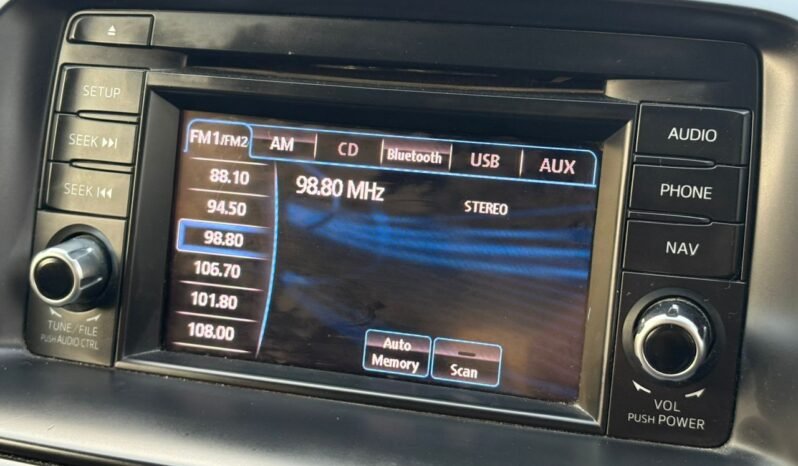 SETUP
SEEK ⏭
SEEK ⏮
TUNE / FILE
PUSH AUDIO CTRL
FM1/FM2 AM CD Bluetooth USB AUX
88.10
94.50
98.80
106.70
101.80
108.00
98.80 MHz
STEREO
Auto
Memory
Scan
AUDIO
PHONE
NAV
VOL
PUSH POWER